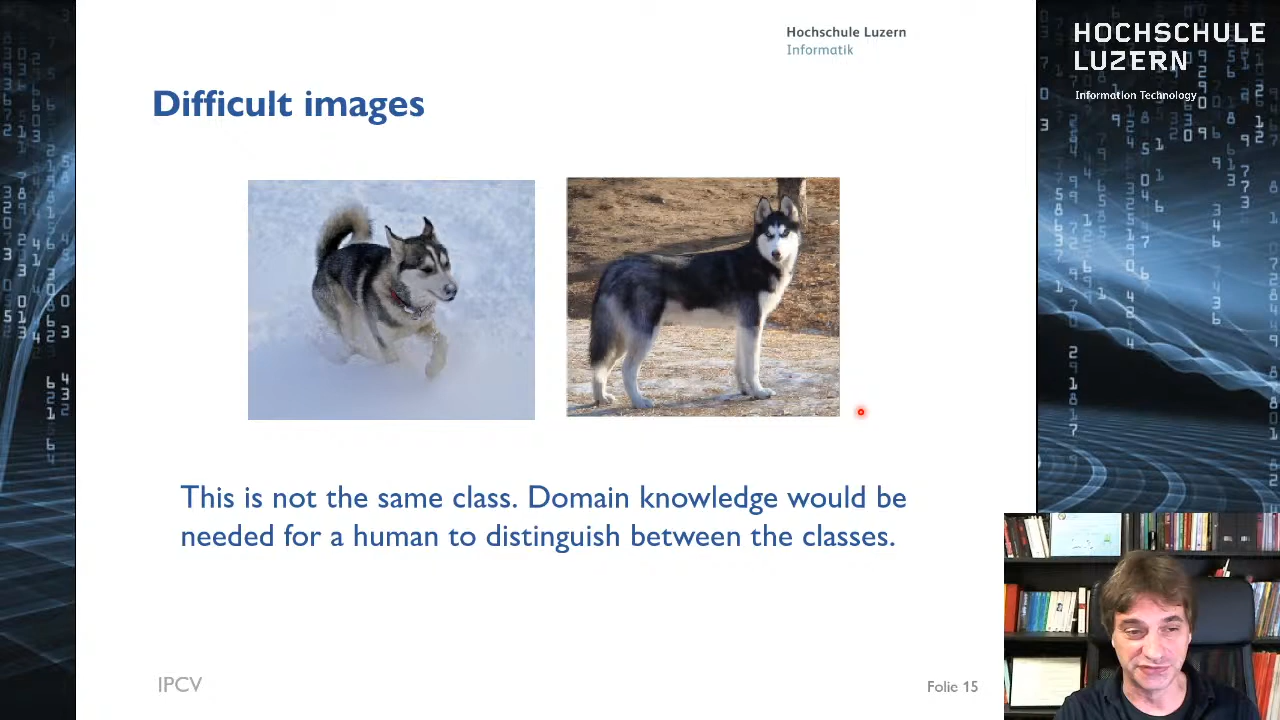 Hochschule Luzern
Informatik
HOCHSCHULE
LUZERN
Information Technology
Difficult images
This is not the same class. Domain knowledge would be
needed for a human to distinguish between the classes.
IPCV
Folie 15